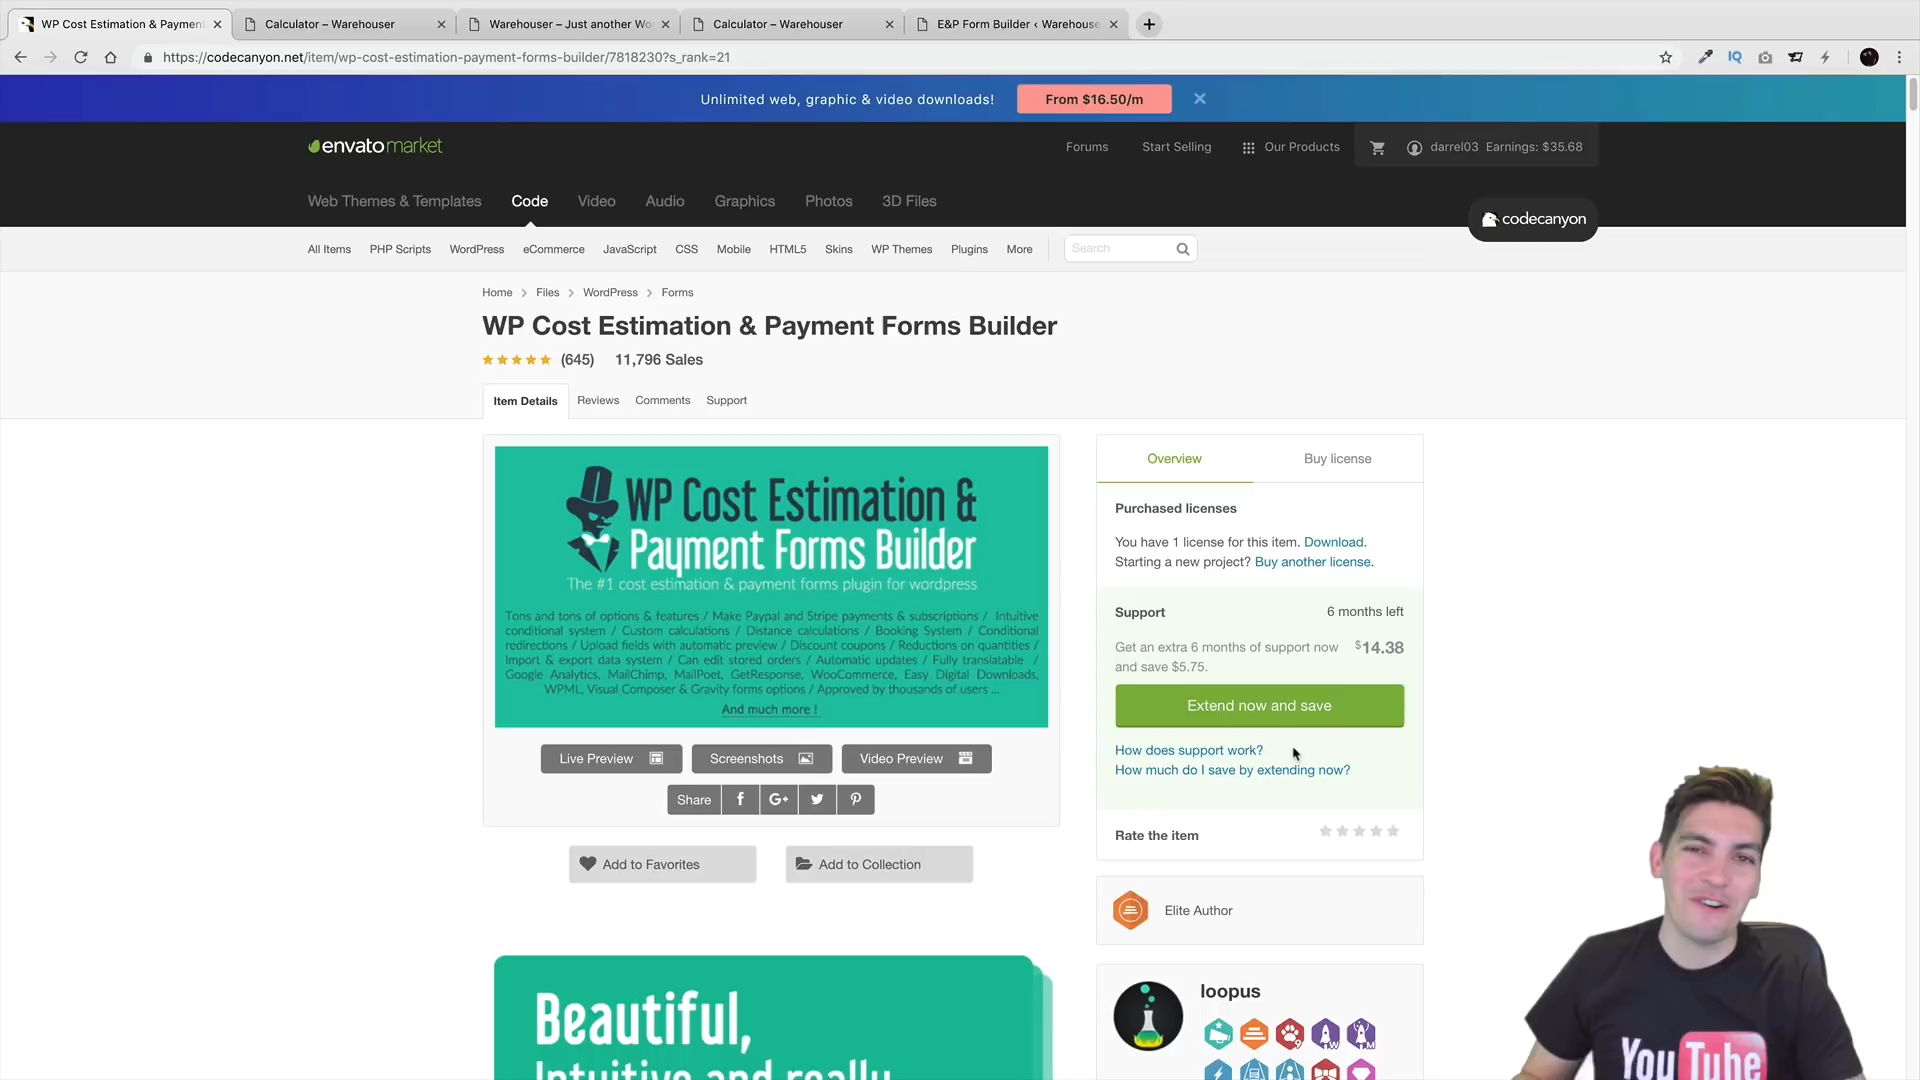 WP Cost Estimation & Payment
Calculator – Warehouser
Warehouser – Just another Wo
Calculator – Warehouser
E&P Form Builder ‹ Warehouse
https://codecanyon.net/item/wp-cost-estimation-payment-forms-builder/7818230?s_rank=21
Unlimited web, graphic & video downloads!
From $16.50/m
envatomarket
Forums
Start Selling
Our Products
darrel03 Earnings: $35.68
Web Themes & Templates
Code
Video
Audio
Graphics
Photos
3D Files
codecanyon
All Items
PHP Scripts
WordPress
eCommerce
JavaScript
CSS
Mobile
HTML5
Skins
WP Themes
Plugins
More
Search
Home
Files
WordPress
Forms
WP Cost Estimation & Payment Forms Builder
(645)
11,796 Sales
Item Details
Reviews
Comments
Support
WP Cost Estimation &
Payment Forms Builder
The #1 cost estimation & payment forms plugin for wordpress
Tons and tons of options & features / Make Paypal and Stripe payments & subscriptions / Intuitive
conditional system / Custom calculations / Distance calculations / Booking System / Conditional
redirections / Upload fields with automatic preview / Discount coupons / Reductions on quantities /
Import & export data system / Can edit stored orders / Automatic updates / Fully translatable /
Google Analytics, MailChimp, MailPoet, GetResponse, WooCommerce, Easy Digital Downloads,
WPML, Visual Composer & Gravity forms options / Approved by thousands of users ...
And much more !
Live Preview
Screenshots
Video Preview
Share
G+
Add to Favorites
Add to Collection
Beautiful,
Intuitive and really
Overview
Buy license
Purchased licenses
You have 1 license for this item. Download.
Starting a new project? Buy another license.
Support
6 months left
Get an extra 6 months of support now
and save $5.75.
$14.38
Extend now and save
How does support work?
How much do I save by extending now?
Rate the item
Elite Author
loopus
You Tube